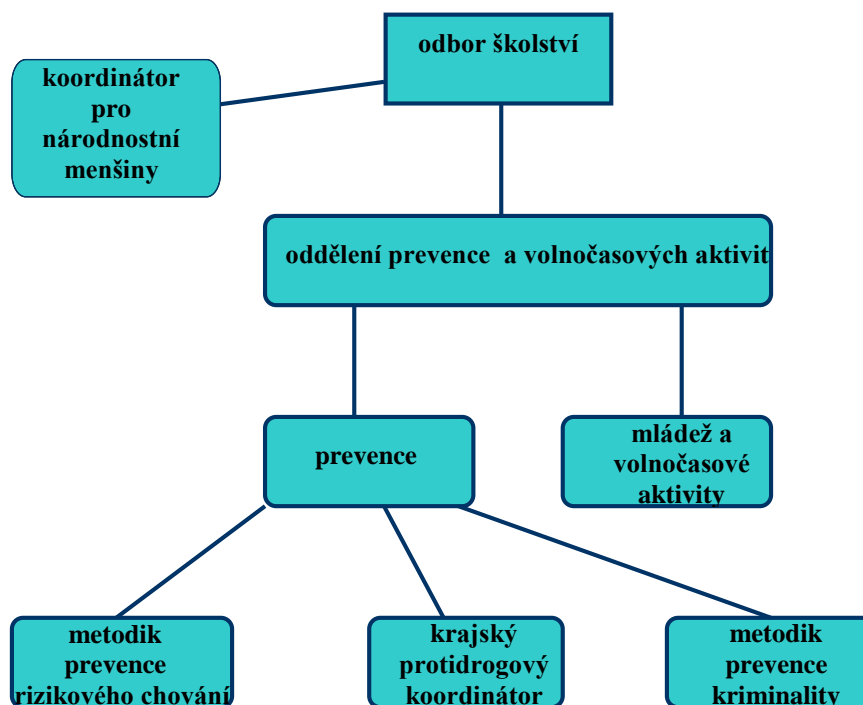 odbor školství
koordinátor
pro
národnostní
menšiny
oddělení prevence a volnočasových aktivit
prevence
mládež a
volnočasové
aktivity
metodik
prevence
rizikového chování
krajský
protidrogový
koordinátor
metodik
prevence
kriminality